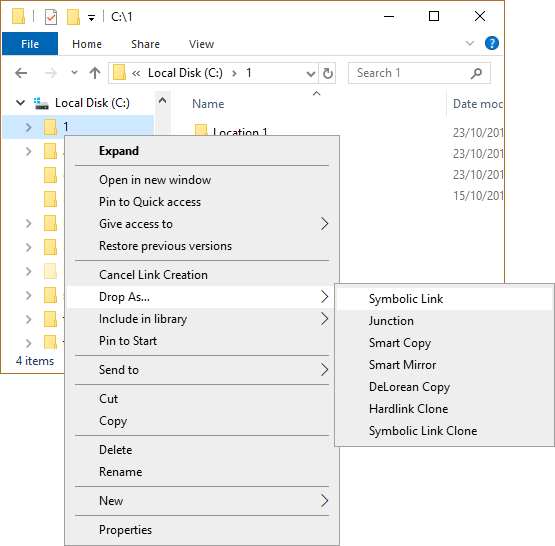 C:\1
File Home Share View
« Local Disk (C:) > 1 Search 1
Local Disk (C:) Name Date mod
1 Location 1 23/10/201
23/10/201
23/10/201
15/10/201
Expand
Open in new window
Pin to Quick access
Give access to
Restore previous versions
Cancel Link Creation
Drop As...
Include in library
Pin to Start
Send to
Cut
Copy
Delete
Rename
New
Properties
Symbolic Link
Junction
Smart Copy
Smart Mirror
DeLorean Copy
Hardlink Clone
Symbolic Link Clone
4 items